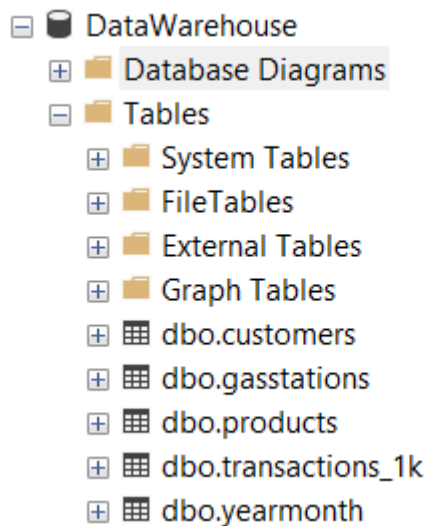 DataWarehouse
Database Diagrams
Tables
System Tables
FileTables
External Tables
Graph Tables
dbo.customers
dbo.gasstations
dbo.products
dbo.transactions_1k
dbo.yearmonth